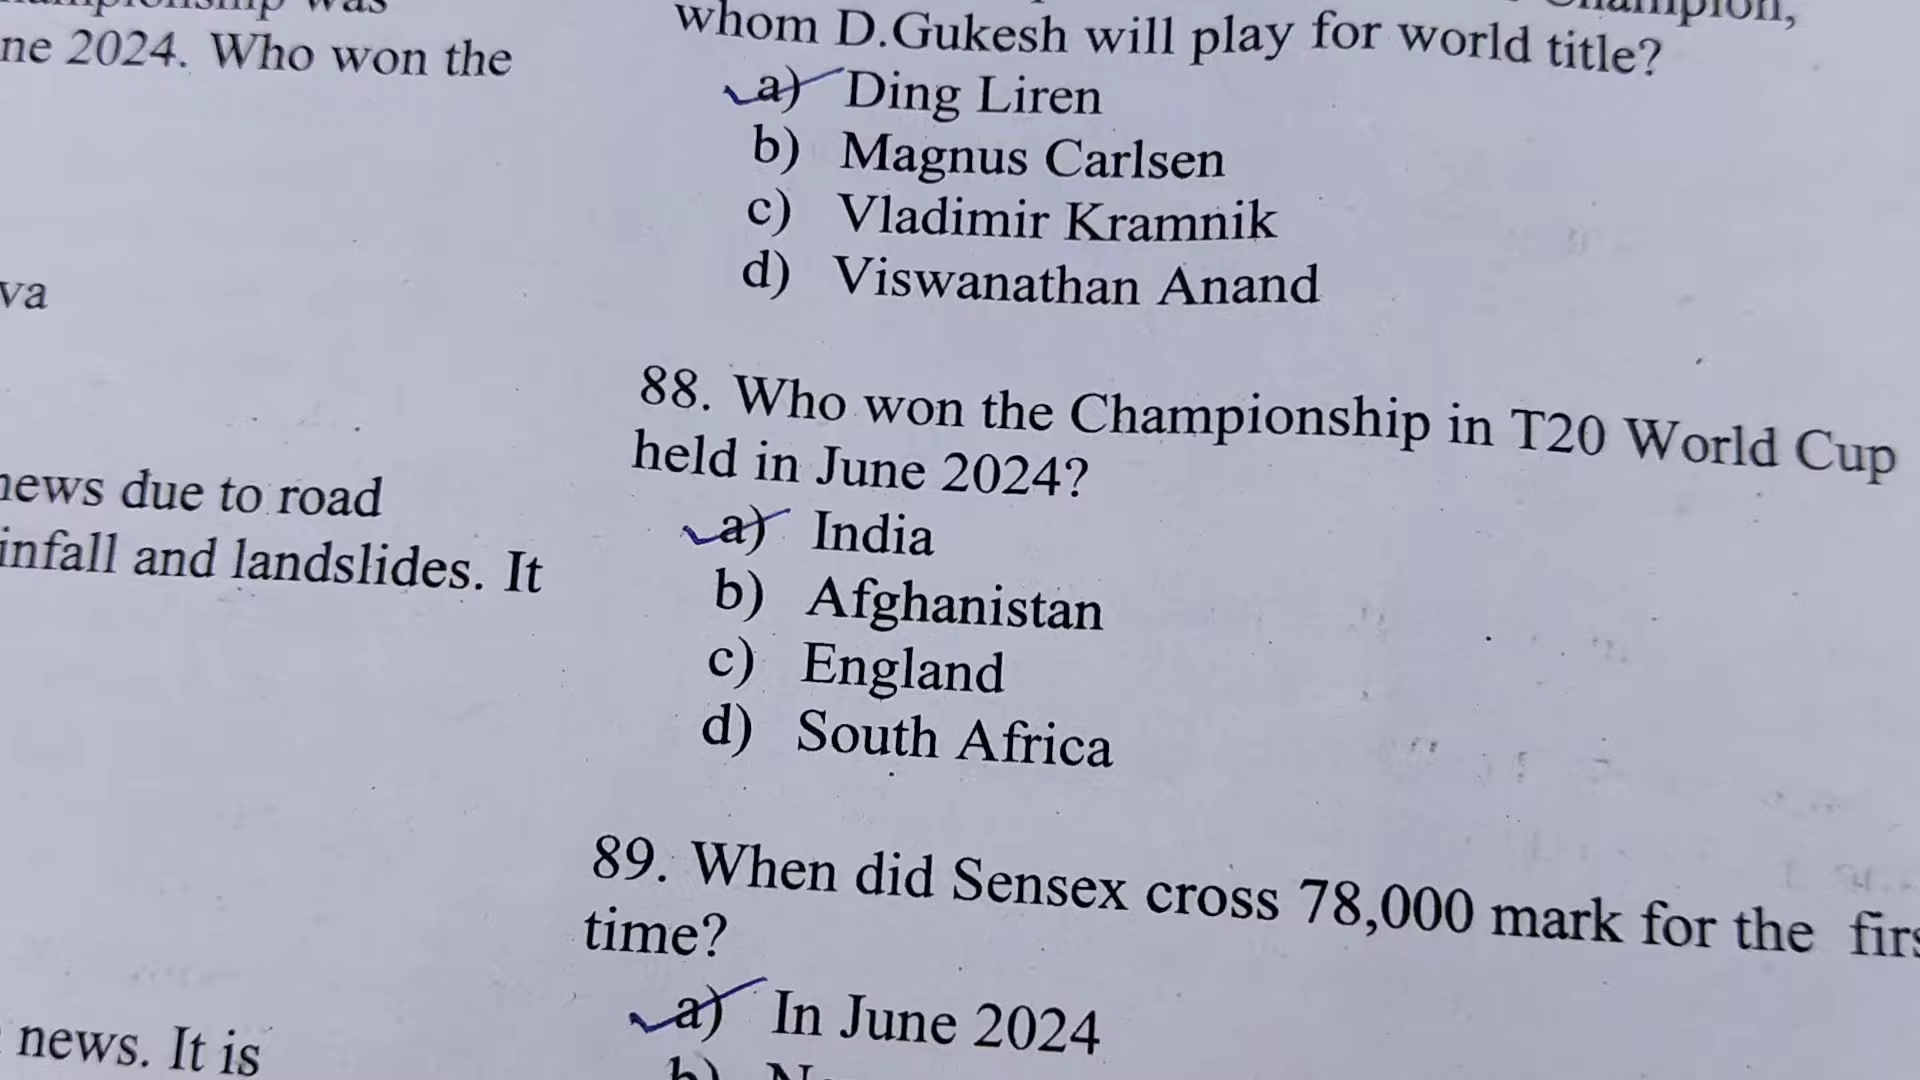 was
ne 2024. Who won the
va
news due to road
infall and landslides. It
news. It is
whom D.Gukesh will play for world title?
a) Ding Liren
b) Magnus Carlsen
c) Vladimir Kramnik
d) Viswanathan Anand
88. Who won the Championship in T20 World Cup
held in June 2024?
a) India
b) Afghanistan
c) England
d) South Africa
89. When did Sensex cross 78,000 mark for the firs
time?
a) In June 2024